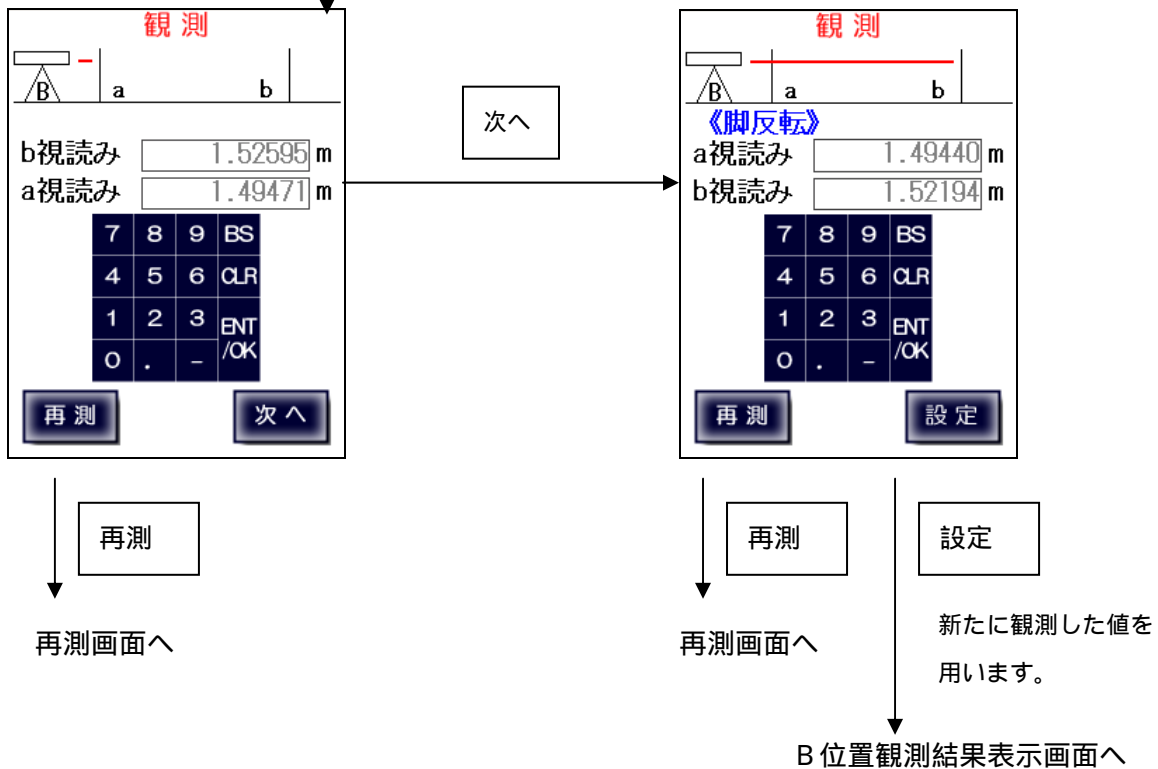 観 測
B a b
b視読み 1.52595 m
a視読み 1.49471 m
7 8 9 BS
4 5 6 CLR
1 2 3 ENT/OK
0 . -
再 測 次 へ
次へ
観 測
B a b
《脚反転》
a視読み 1.49440 m
b視読み 1.52194 m
7 8 9 BS
4 5 6 CLR
1 2 3 ENT/OK
0 . -
再 測 設 定
再測
再測画面へ
再測
再測画面へ
設定
新たに観測した値を
用います。
B位置観測結果表示画面へ